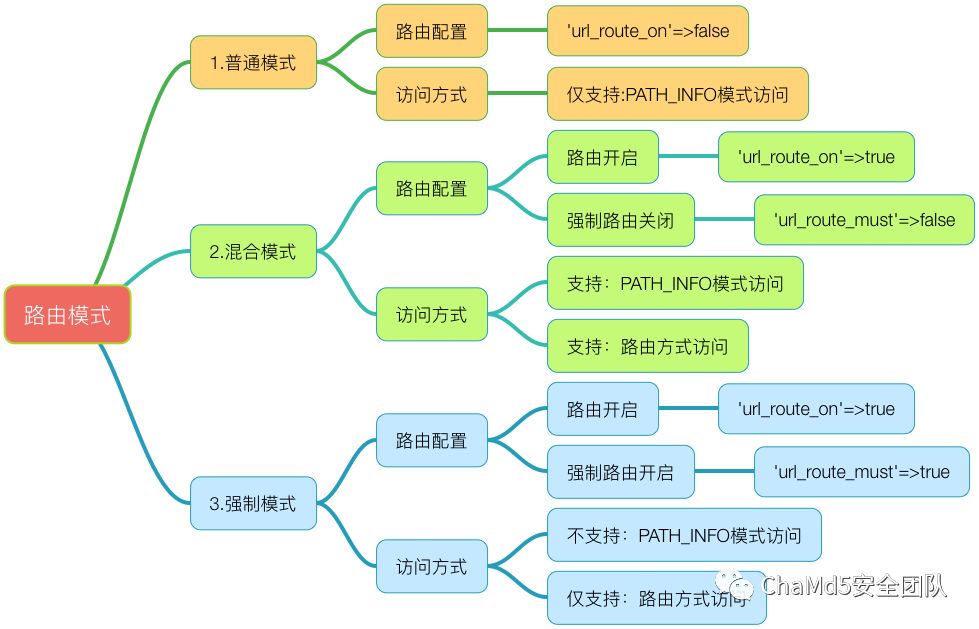 路由模式
1.普通模式
路由配置
'url_route_on'=>false
访问方式
仅支持:PATH_INFO模式访问
2.混合模式
路由配置
路由开启
'url_route_on'=>true
强制路由关闭
'url_route_must'=>false
访问方式
支持：PATH_INFO模式访问
支持：路由方式访问
3.强制模式
路由配置
路由开启
'url_route_on'=>true
强制路由开启
'url_route_must'=>true
访问方式
不支持：PATH_INFO模式访问
仅支持：路由方式访问
ChaMd5安全团队